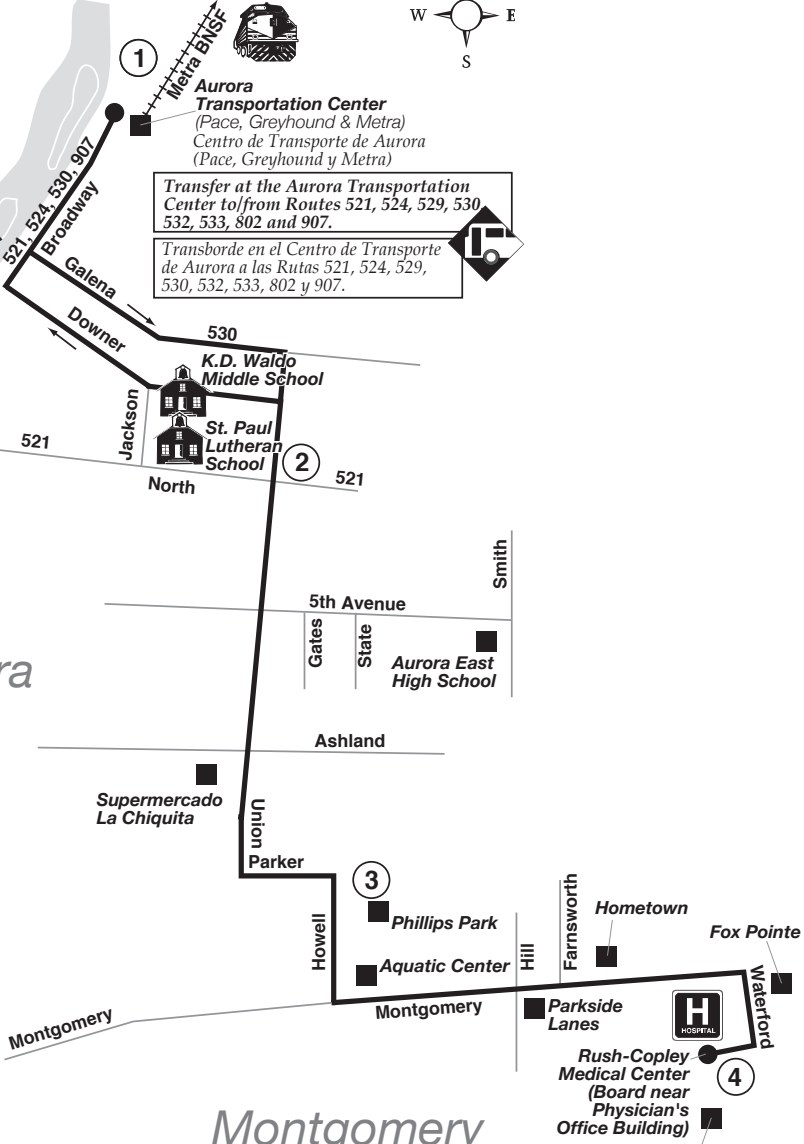 W
E
S
1
Metra BNSF
Aurora
Transportation Center
(Pace, Greyhound & Metra)
Centro de Transporte de Aurora
(Pace, Greyhound y Metra)
521, 524, 530, 907
Broadway
Transfer at the Aurora Transportation
Center to/from Routes 521, 524, 529, 530,
532, 533, 802 and 907.
Transborde en el Centro de Transporte
de Aurora a las Rutas 521, 524, 529,
530, 532, 533, 802 y 907.
Galena
Downer
530
K.D. Waldo
Middle School
Jackson
St. Paul
Lutheran
School
2
521
521
North
Smith
5th Avenue
Gates
State
Aurora East
High School
ra
Ashland
Supermercado
La Chiquita
Union
Parker
3
Phillips Park
Howell
Aquatic Center
Hill
Farnsworth
Hometown
Fox Pointe
Waterford
Montgomery
Montgomery
Parkside
Lanes
H
HOSPITAL
Rush-Copley
Medical Center
(Board near
Physician's
Office Building)
4
Montgomery